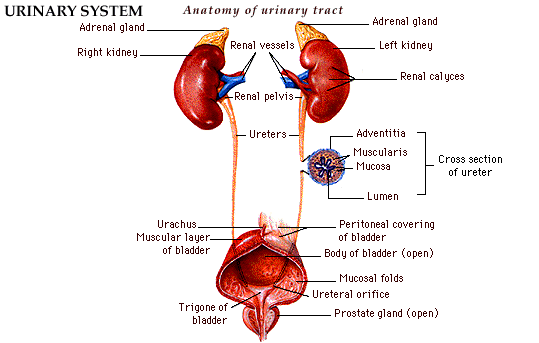 URINARY SYSTEM
Anatomy of urinary tract
Adrenal gland
Adrenal gland
Right kidney
Renal vessels
Left kidney
Renal calyces
Renal pelvis
Ureters
Adventitia
Muscularis
Mucosa
Cross section
of ureter
Lumen
Urachus
Muscular layer
of bladder
Peritoneal covering
of bladder
Body of bladder (open)
Mucosal folds
Ureteral orifice
Trigone of
bladder
Prostate gland (open)